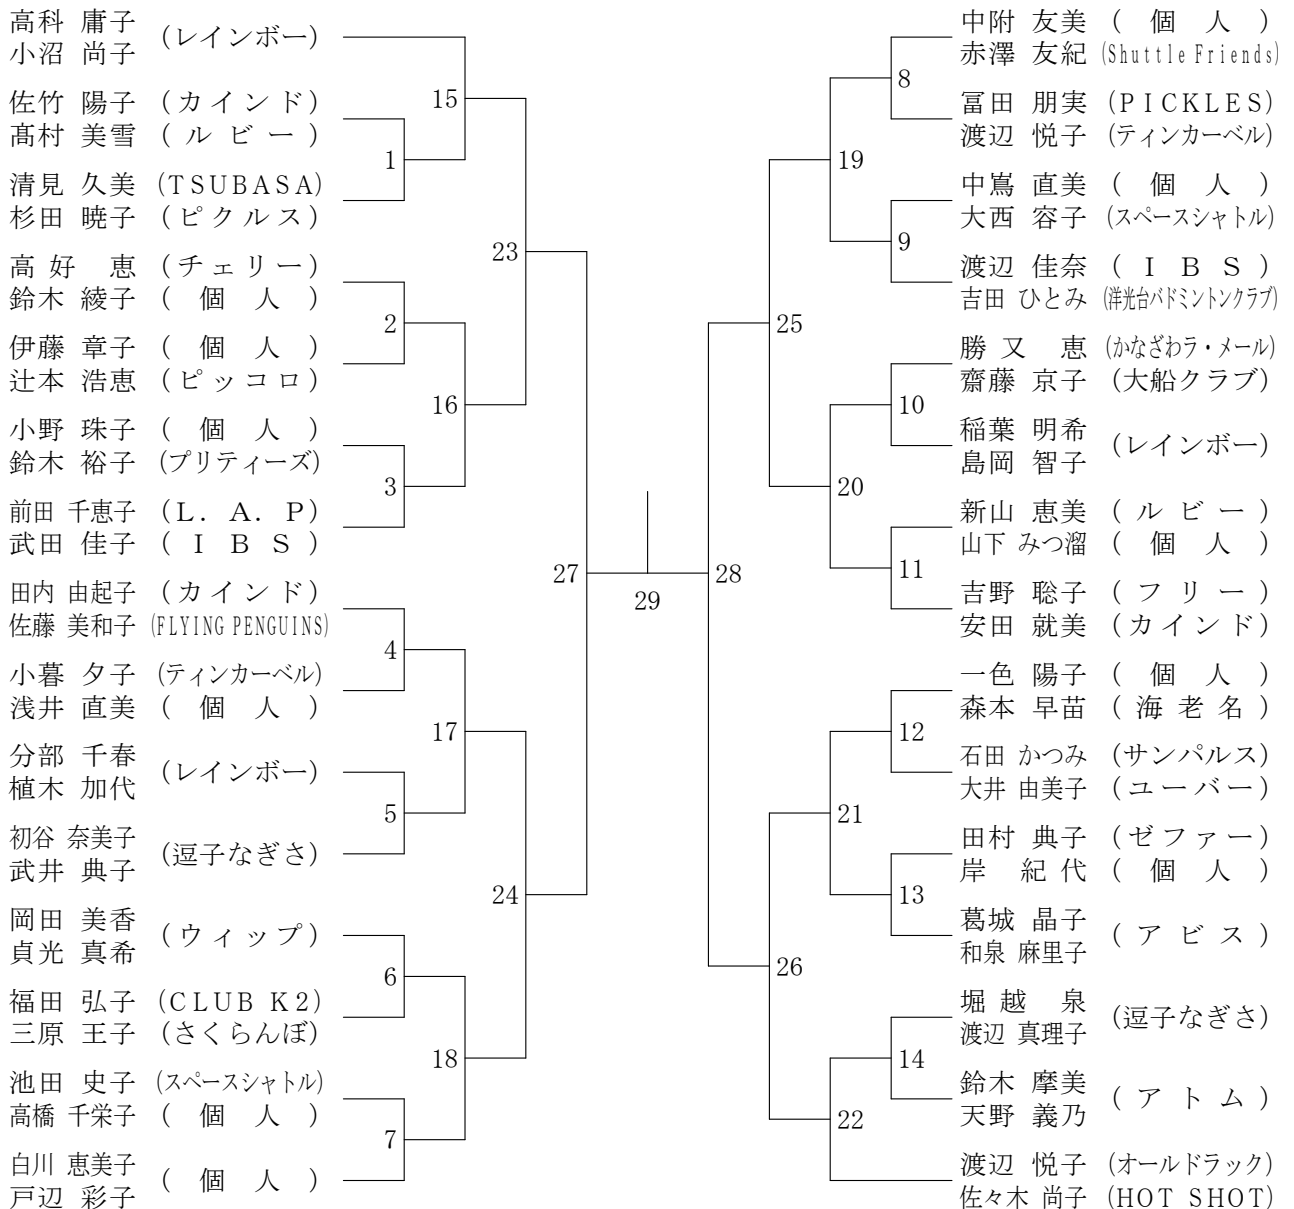 高科 庸子 (レインボー)
小沼 尚子
佐竹 陽子 (カインド)
髙村 美雪 (ルビー)
清見 久美 (TSUBASA)
杉田 暁子 (ピクルス)
高好 恵 (チェリー)
鈴木 綾子 (個人)
伊藤 章子 (個人)
辻本 浩恵 (ピッコロ)
小野 珠子 (個人)
鈴木 裕子 (プリティーズ)
前田 千恵子 (L. A. P)
武田 佳子 (IBS)
田内 由起子 (カインド)
佐藤 美和子 (FLYING PENGUINS)
小暮 夕子 (ティンカーベル)
浅井 直美 (個人)
分部 千春 (レインボー)
植木 加代
初谷 奈美子 (逗子なぎさ)
武井 典子
岡田 美香 (ウィップ)
貞光 真希
福田 弘子 (CLUB K2)
三原 王子 (さくらんぼ)
池田 史子 (スペースシャトル)
高橋 千栄子 (個人)
白川 恵美子 (個人)
戸辺 彩子
15
1
23
2
16
3
27
4
17
5
24
6
18
7
29
28
8
19
9
25
10
20
11
12
21
13
26
14
22
中附 友美 (個人)
赤澤 友紀 (Shuttle Friends)
冨田 朋実 (PICKLES)
渡辺 悦子 (ティンカーベル)
中嶌 直美 (個人)
大西 容子 (スペースシャトル)
渡辺 佳奈 (IBS)
吉田 ひとみ (洋光台バドミントンクラブ)
勝又 恵 (かなざわラ・メール)
齋藤 京子 (大船クラブ)
稲葉 明希 (レインボー)
島岡 智子
新山 恵美 (ルビー)
山下 みつ溜 (個人)
吉野 聡子 (フリー)
安田 就美 (カインド)
一色 陽子 (個人)
森本 早苗 (海老名)
石田 かつみ (サンパルス)
大井 由美子 (ユーバー)
田村 典子 (ゼファー)
岸 紀代 (個人)
葛城 晶子 (アビス)
和泉 麻里子
堀越 泉 (逗子なぎさ)
渡辺 真理子
鈴木 摩美 (アトム)
天野 義乃
渡辺 悦子 (オールドラック)
佐々木 尚子 (HOT SHOT)